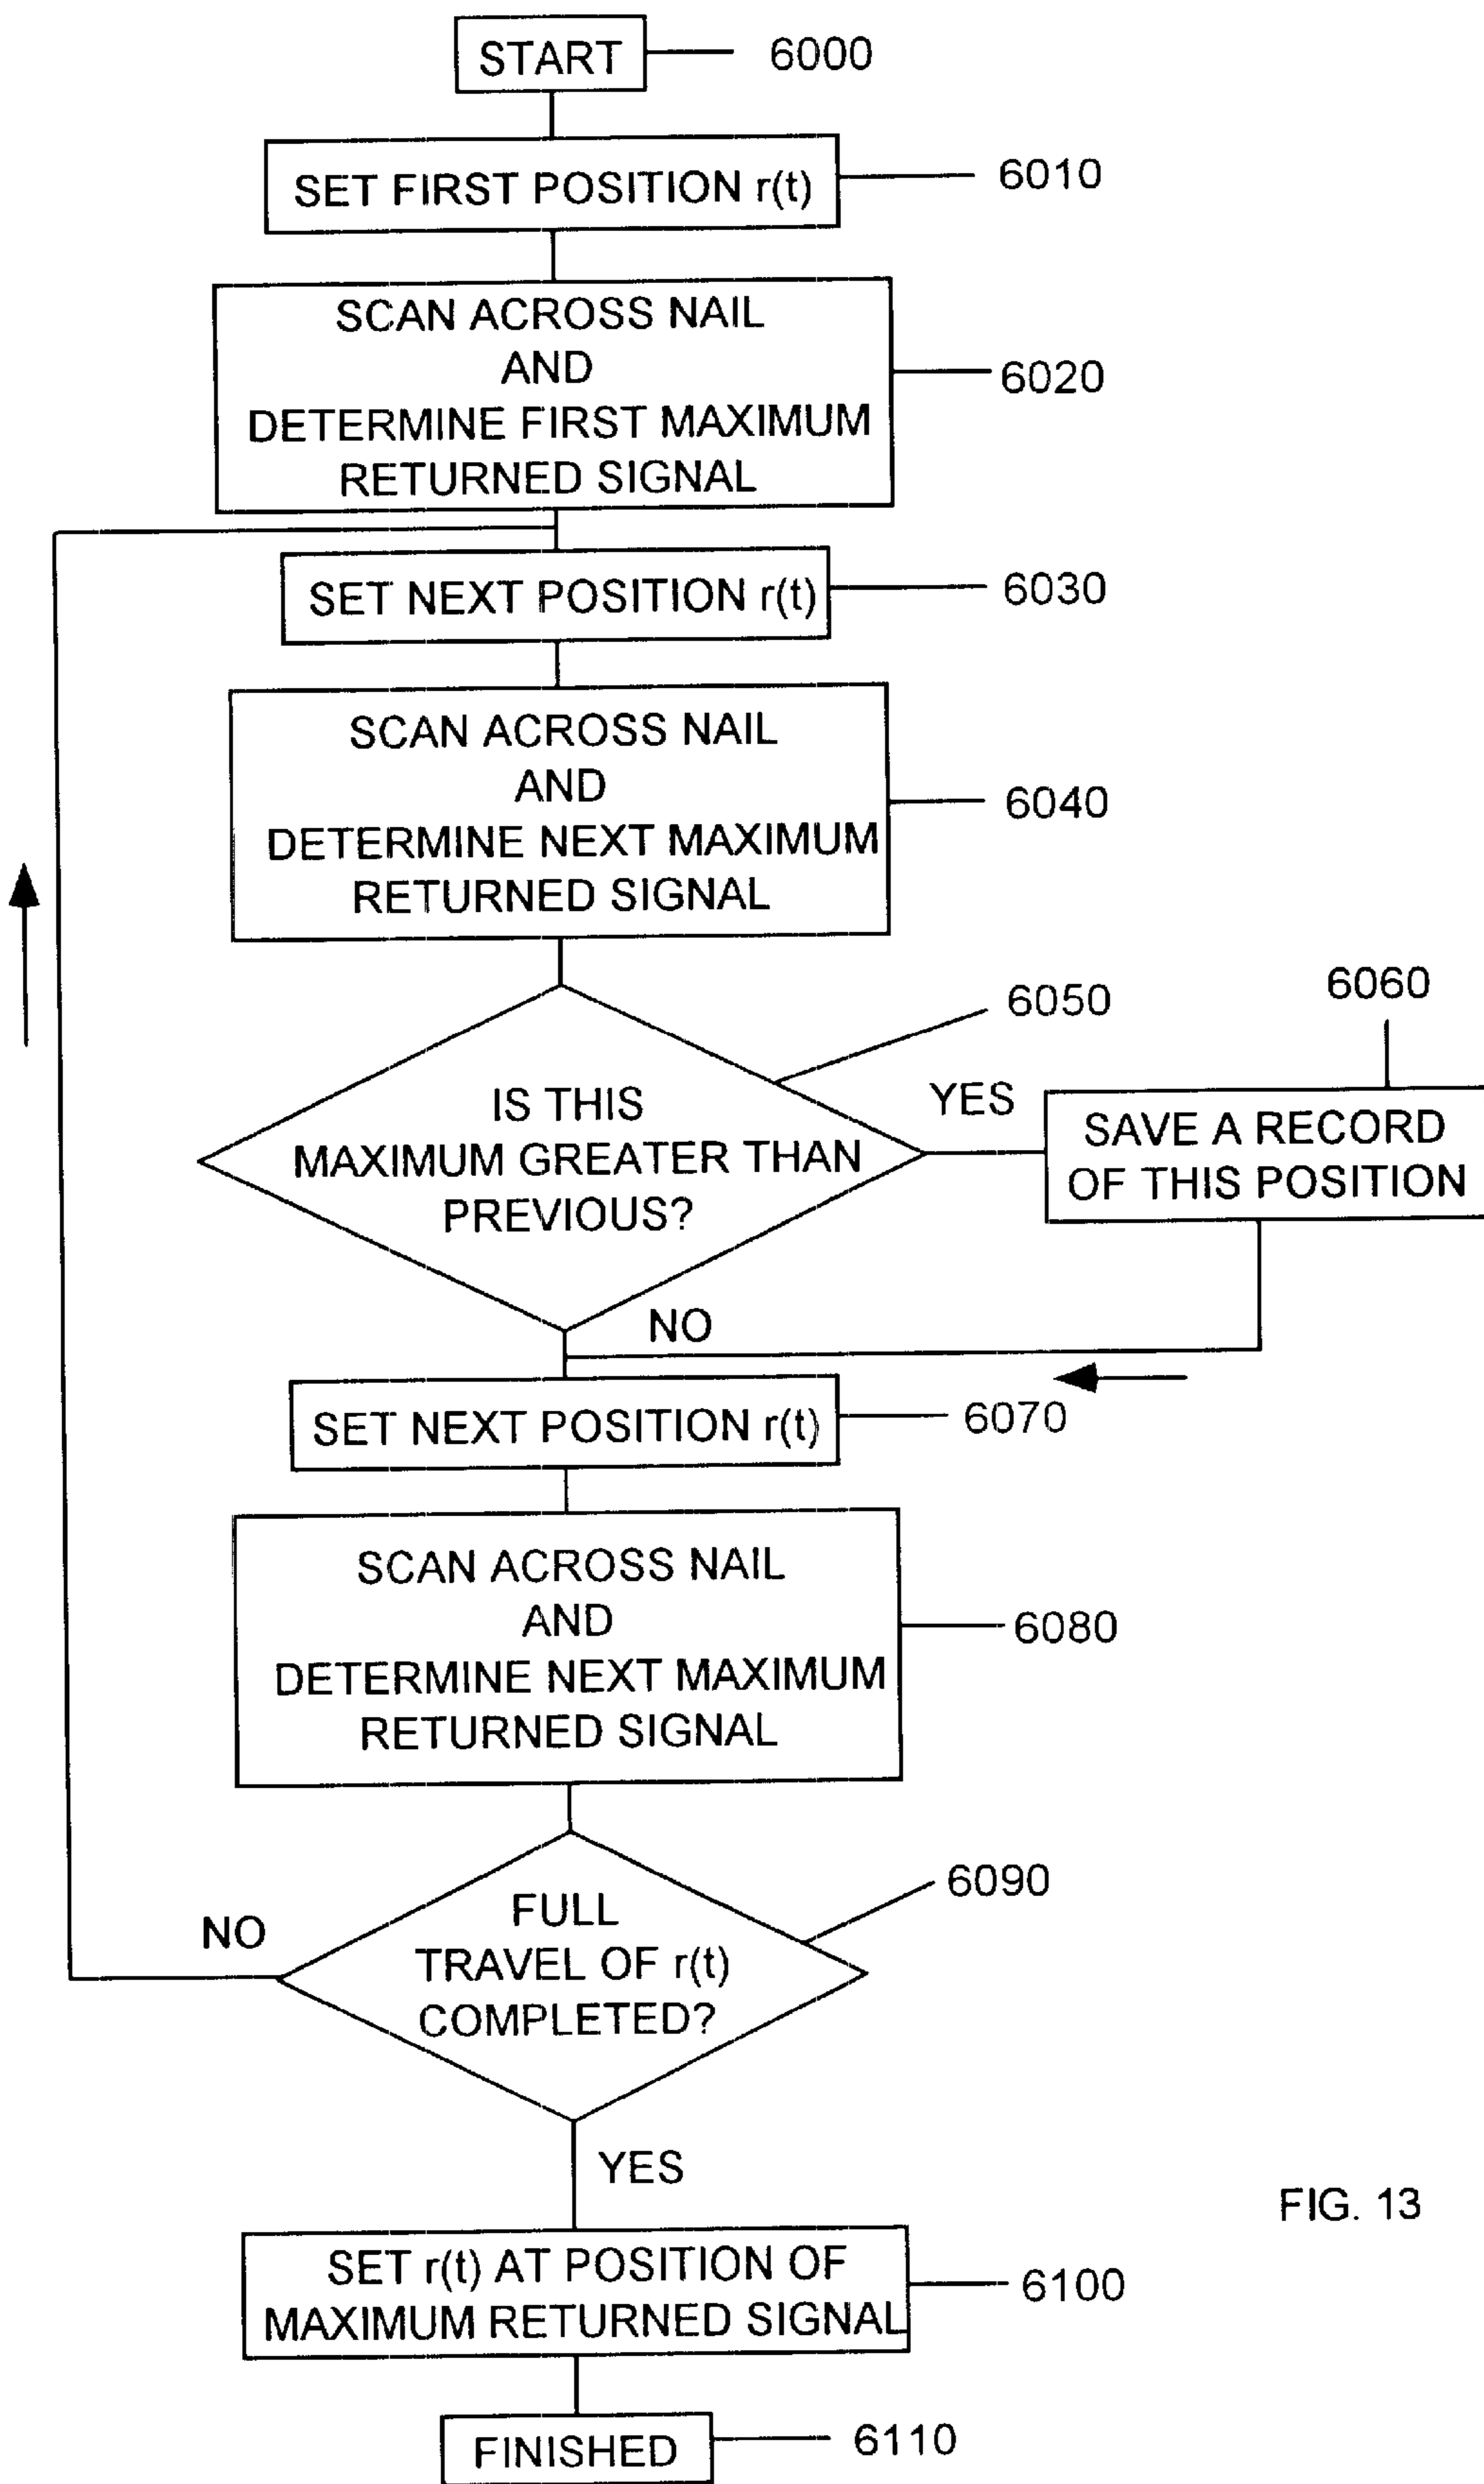 START
6000
SET FIRST POSITION r(t)
6010
SCAN ACROSS NAIL
AND
DETERMINE FIRST MAXIMUM
RETURNED SIGNAL
6020
SET NEXT POSITION r(t)
6030
SCAN ACROSS NAIL
AND
DETERMINE NEXT MAXIMUM
RETURNED SIGNAL
6040
6050
IS THIS
MAXIMUM GREATER THAN
PREVIOUS?
YES
6060
SAVE A RECORD
OF THIS POSITION
NO
SET NEXT POSITION r(t)
6070
SCAN ACROSS NAIL
AND
DETERMINE NEXT MAXIMUM
RETURNED SIGNAL
6080
6090
FULL
TRAVEL OF r(t)
COMPLETED?
NO
YES
FIG. 13
SET r(t) AT POSITION OF
MAXIMUM RETURNED SIGNAL
6100
FINISHED
6110